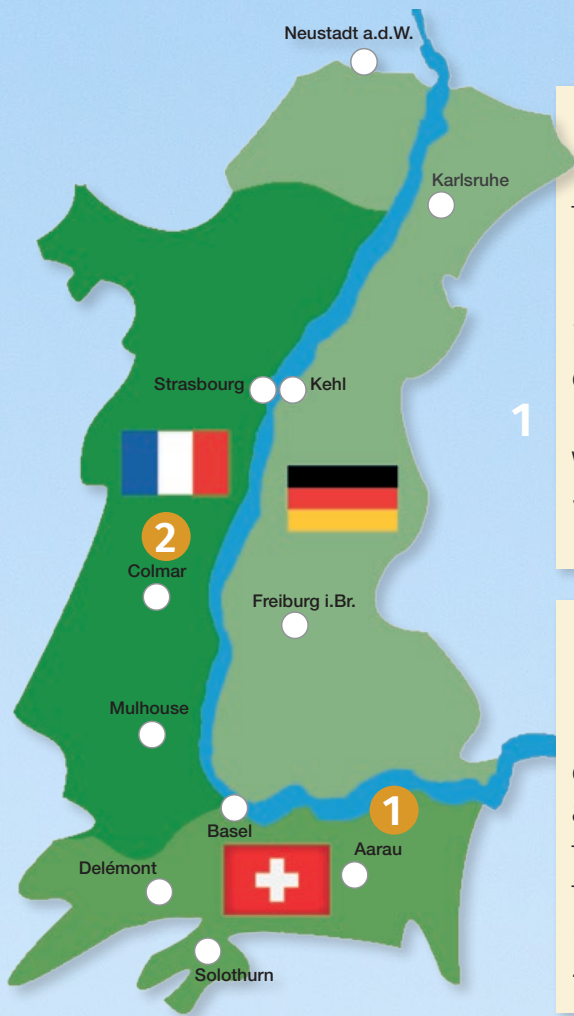 Neustadt a.d.W.
Karlsruhe
Strasbourg
Kehl
1
2
Colmar
Freiburg i.Br.
Mulhouse
1
Basel
Aarau
Delémont
Solothurn